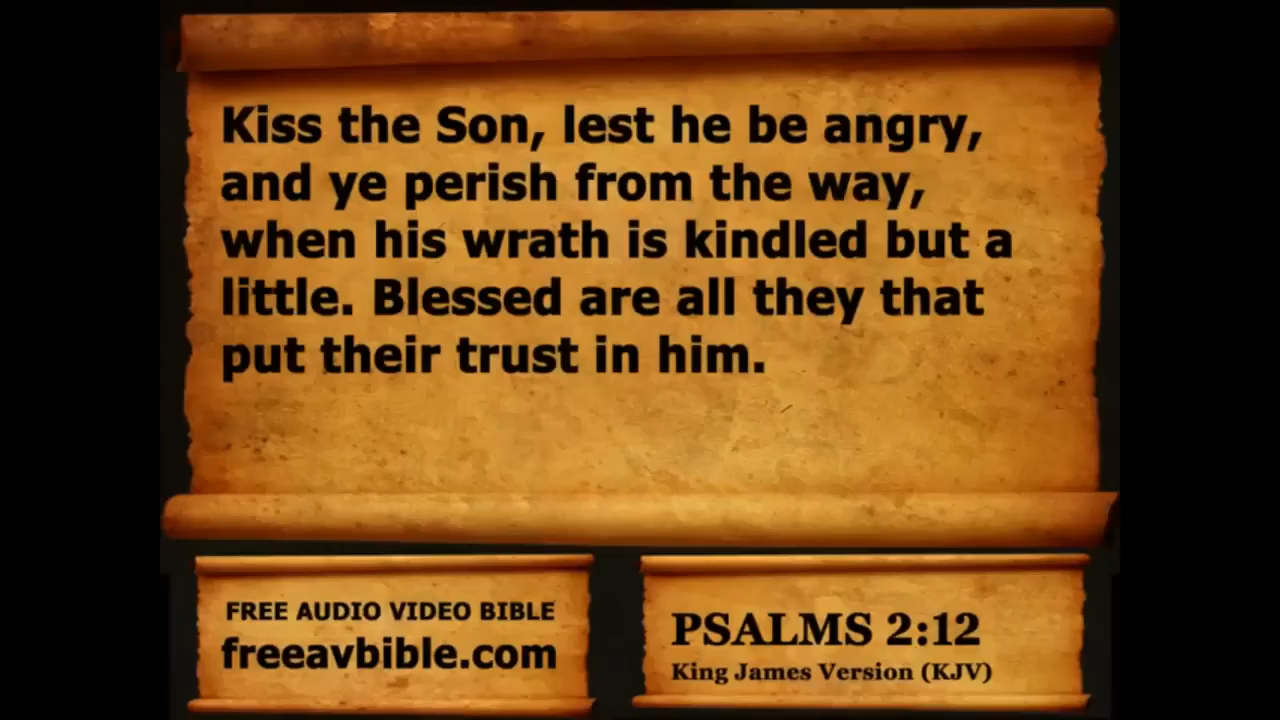 Kiss the Son, lest he be angry,
and ye perish from the way,
when his wrath is kindled but a
little. Blessed are all they that
put their trust in him.
FREE AUDIO VIDEO BIBLE
freeavbible.com
PSALMS 2:12
King James Version (KJV)